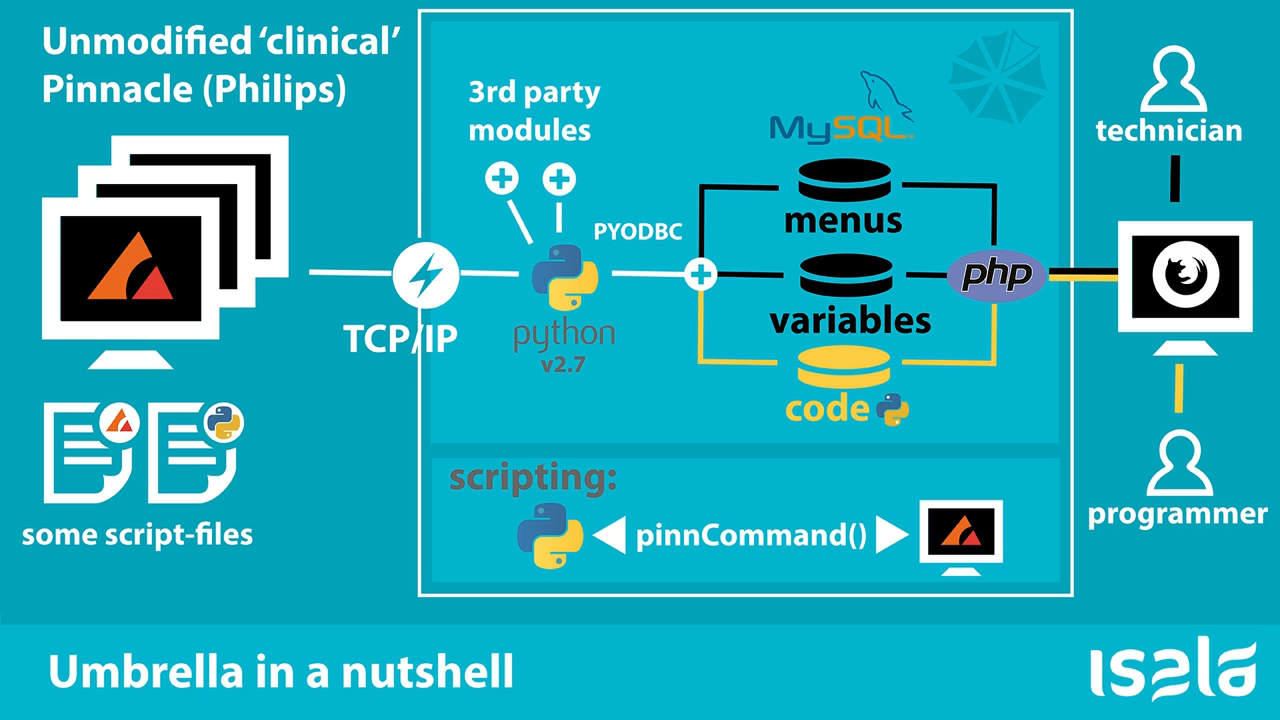 Unmodified ‘clinical’
Pinnacle (Philips)
3rd party
modules
MySQL
technician
PYODBC
menus
php
TCP/IP
python
v2.7
variables
code
some script-files
scripting:
pinnCommand()
programmer
Umbrella in a nutshell
isala